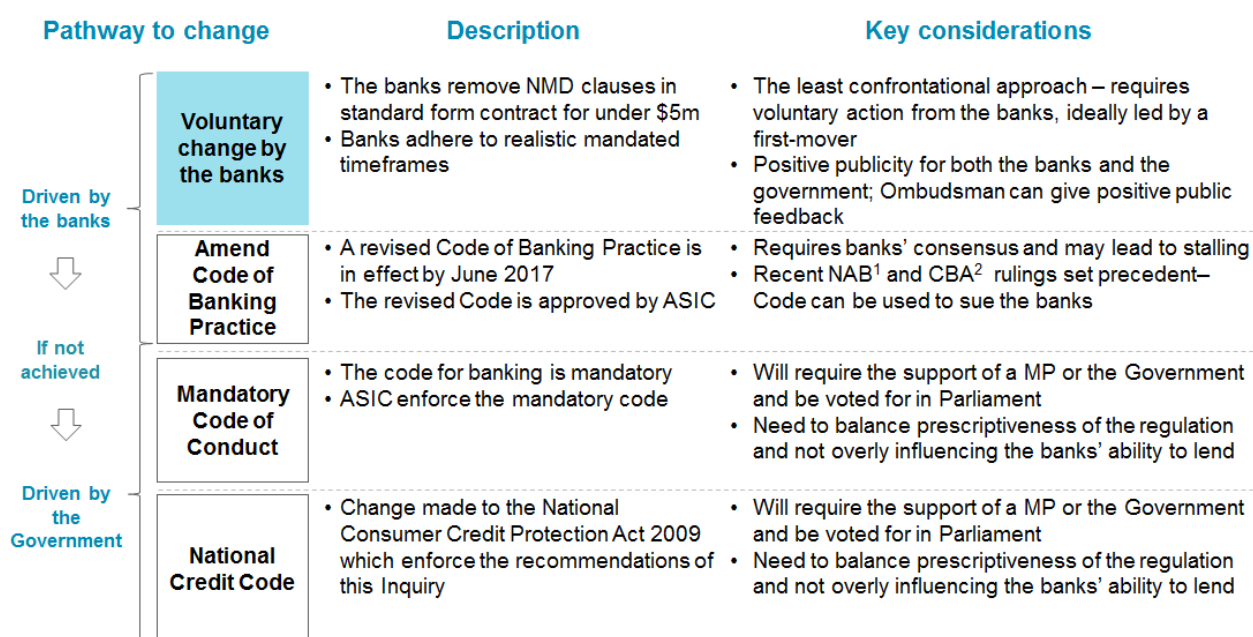 Pathway to change
Description
Key considerations
Driven by
the banks
If not
achieved
Driven by
the
Government
Voluntary
change by
the banks
• The banks remove NMD clauses in
standard form contract for under $5m
• Banks adhere to realistic mandated
timeframes
• The least confrontational approach – requires
voluntary action from the banks, ideally led by a
first-mover
• Positive publicity for both the banks and the
government; Ombudsman can give positive public
feedback
Amend
Code of
Banking
Practice
• A revised Code of Banking Practice is
in effect by June 2017
• The revised Code is approved by ASIC
• Requires banks' consensus and may lead to stalling
• Recent NAB¹ and CBA² rulings set precedent–
Code can be used to sue the banks
Mandatory
Code of
Conduct
• The code for banking is mandatory
• ASIC enforce the mandatory code
• Will require the support of a MP or the Government
and be voted for in Parliament
• Need to balance prescriptiveness of the regulation
and not overly influencing the banks' ability to lend
National
Credit Code
• Change made to the National
Consumer Credit Protection Act 2009
which enforce the recommendations of
this Inquiry
• Will require the support of a MP or the Government
and be voted for in Parliament
• Need to balance prescriptiveness of the regulation
and not overly influencing the banks' ability to lend